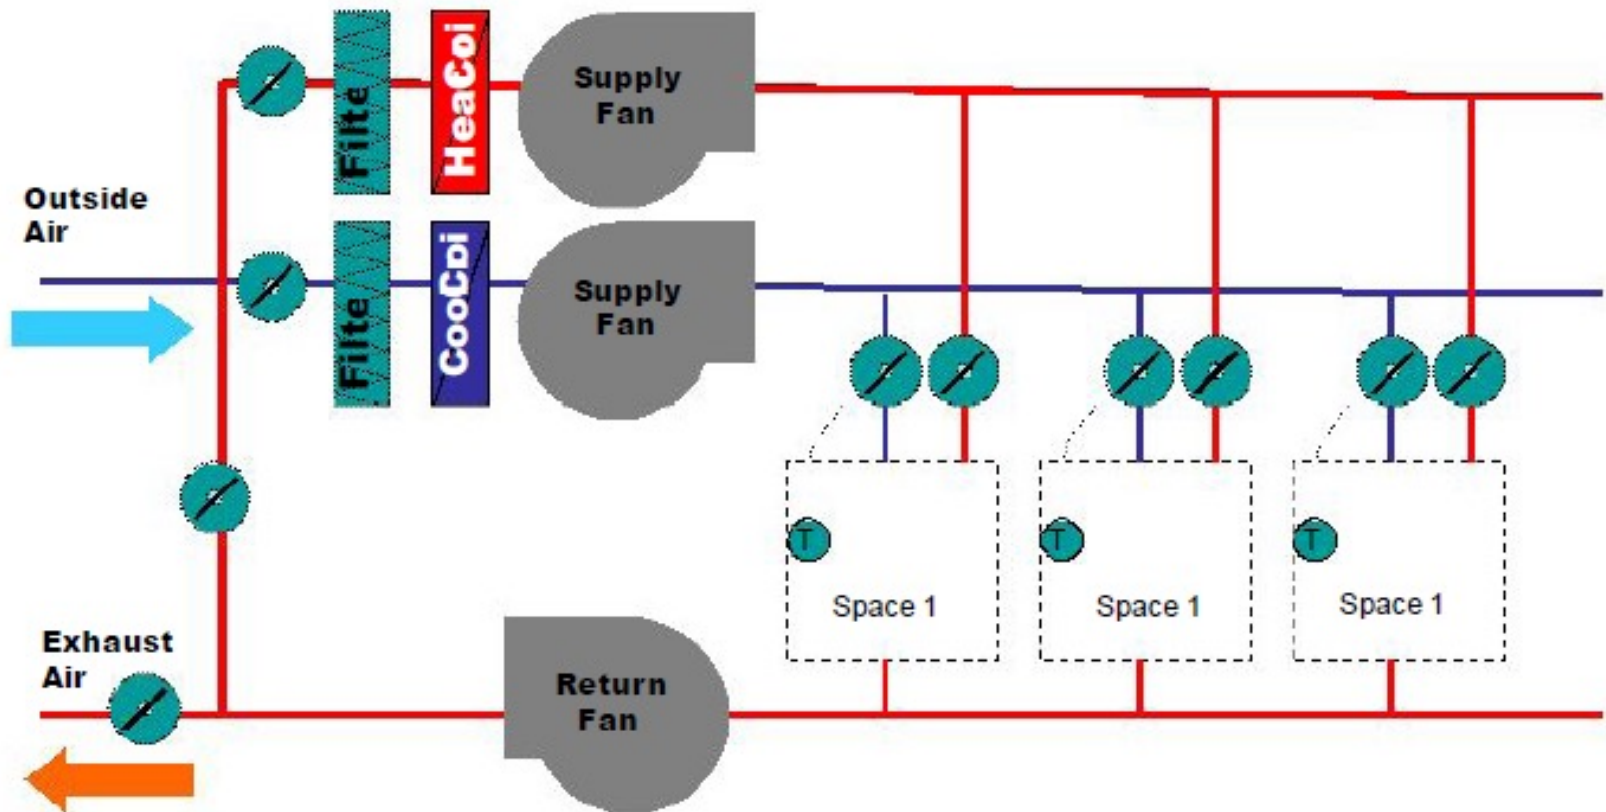 Filte
HeaCoi
Supply
Fan
Outside
Air
Filte
CooCoi
Supply
Fan
T
T
T
Space 1
Space 1
Space 1
Exhaust
Air
Return
Fan